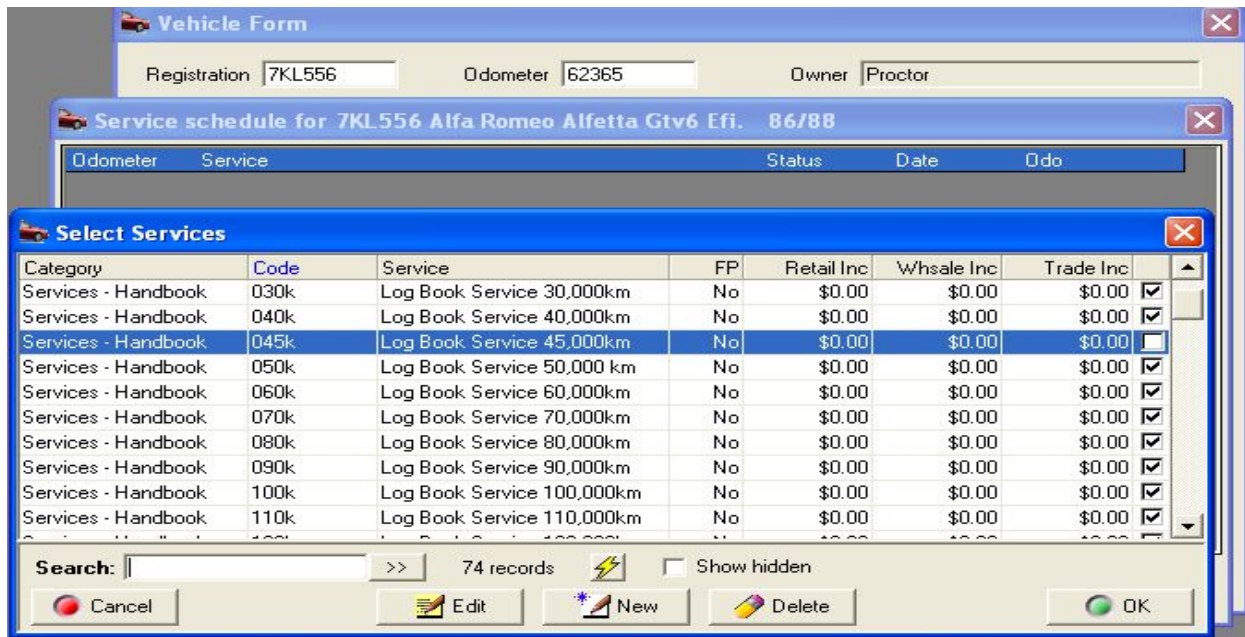 Vehicle Form
Registration 7KL556 Odometer 62365 Owner Proctor
Service schedule for 7KL556 Alfa Romeo Alfetta Gtv6 Efi. 86/88
Odometer Service Status Date Odo
Select Services
Category Code Service FP Retail Inc Whsale Inc Trade Inc
Services - Handbook 030k Log Book Service 30,000km No $0.00 $0.00 $0.00
Services - Handbook 040k Log Book Service 40,000km No $0.00 $0.00 $0.00
Services - Handbook 045k Log Book Service 45,000km No $0.00 $0.00 $0.00
Services - Handbook 050k Log Book Service 50,000 km No $0.00 $0.00 $0.00
Services - Handbook 060k Log Book Service 60,000km No $0.00 $0.00 $0.00
Services - Handbook 070k Log Book Service 70,000km No $0.00 $0.00 $0.00
Services - Handbook 080k Log Book Service 80,000km No $0.00 $0.00 $0.00
Services - Handbook 090k Log Book Service 90,000km No $0.00 $0.00 $0.00
Services - Handbook 100k Log Book Service 100,000km No $0.00 $0.00 $0.00
Services - Handbook 110k Log Book Service 110,000km No $0.00 $0.00 $0.00
Search: >> 74 records Show hidden
Cancel Edit New Delete OK